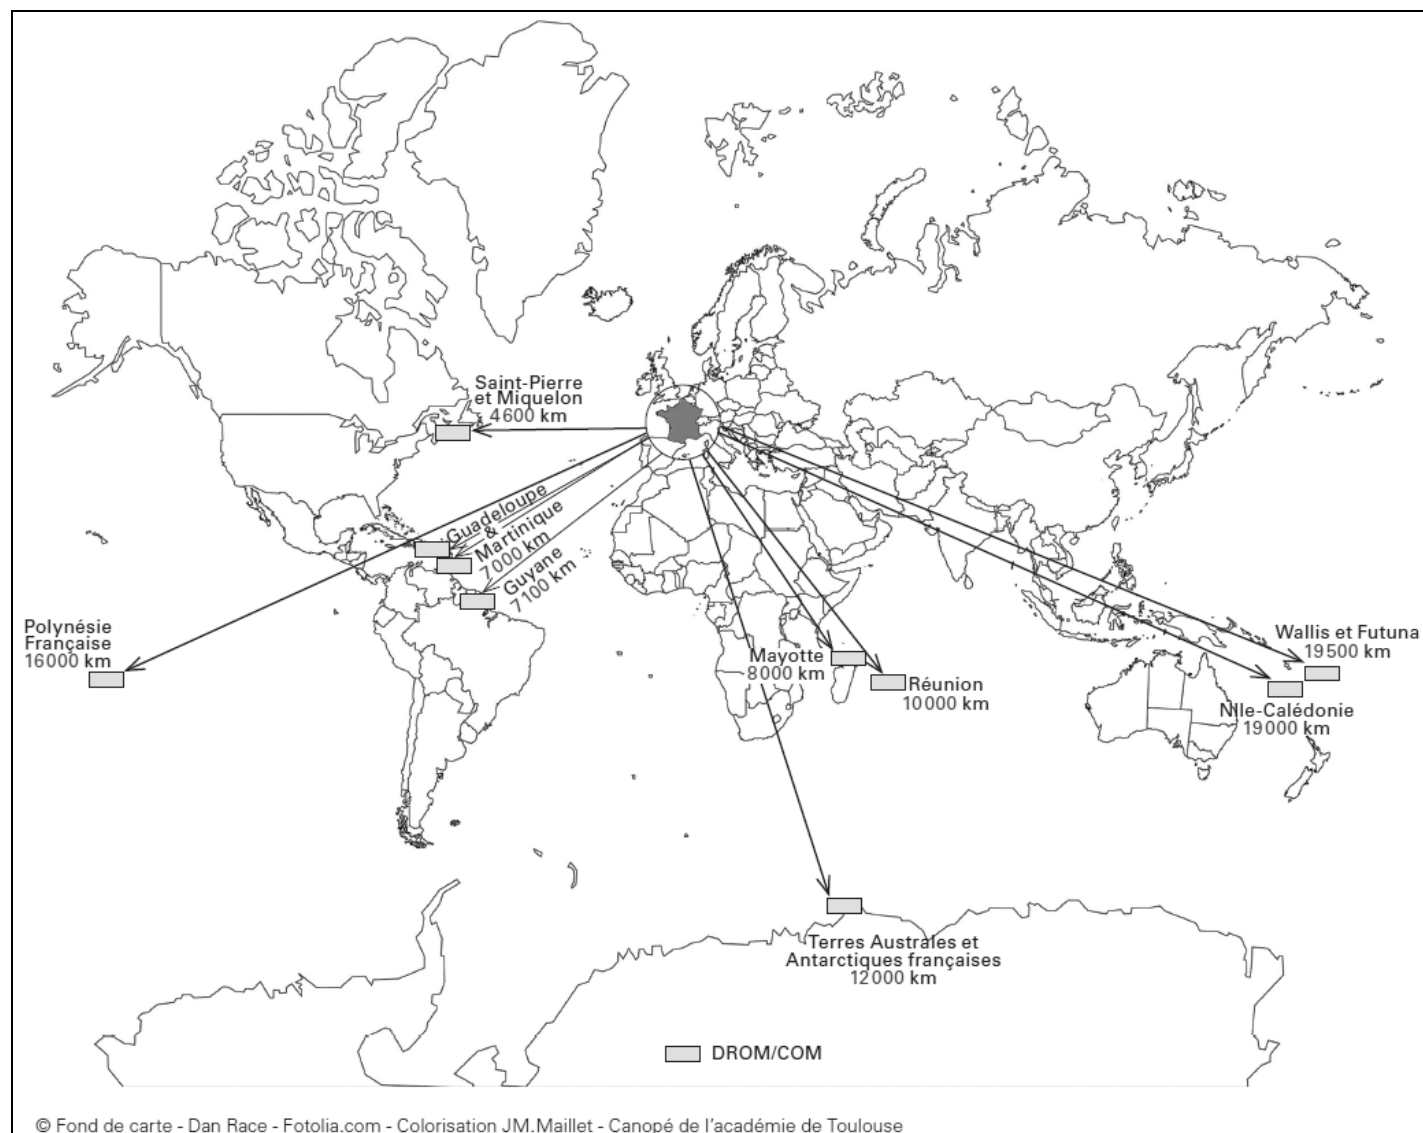 Saint-Pierre
et Miquelon
4600 km
Guadeloupe
&
Martinique
7000 km
Guyane
7100 km
Polynésie
Française
16000 km
Mayotte
8000 km
Réunion
10000 km
Wallis et Futuna
19500 km
Nlle-Calédonie
19000 km
Terres Australes et
Antarctiques françaises
12000 km
DROM/COM
© Fond de carte - Dan Race - Fotolia.com - Colorisation JM.Maillet - Canopé de l'académie de Toulouse